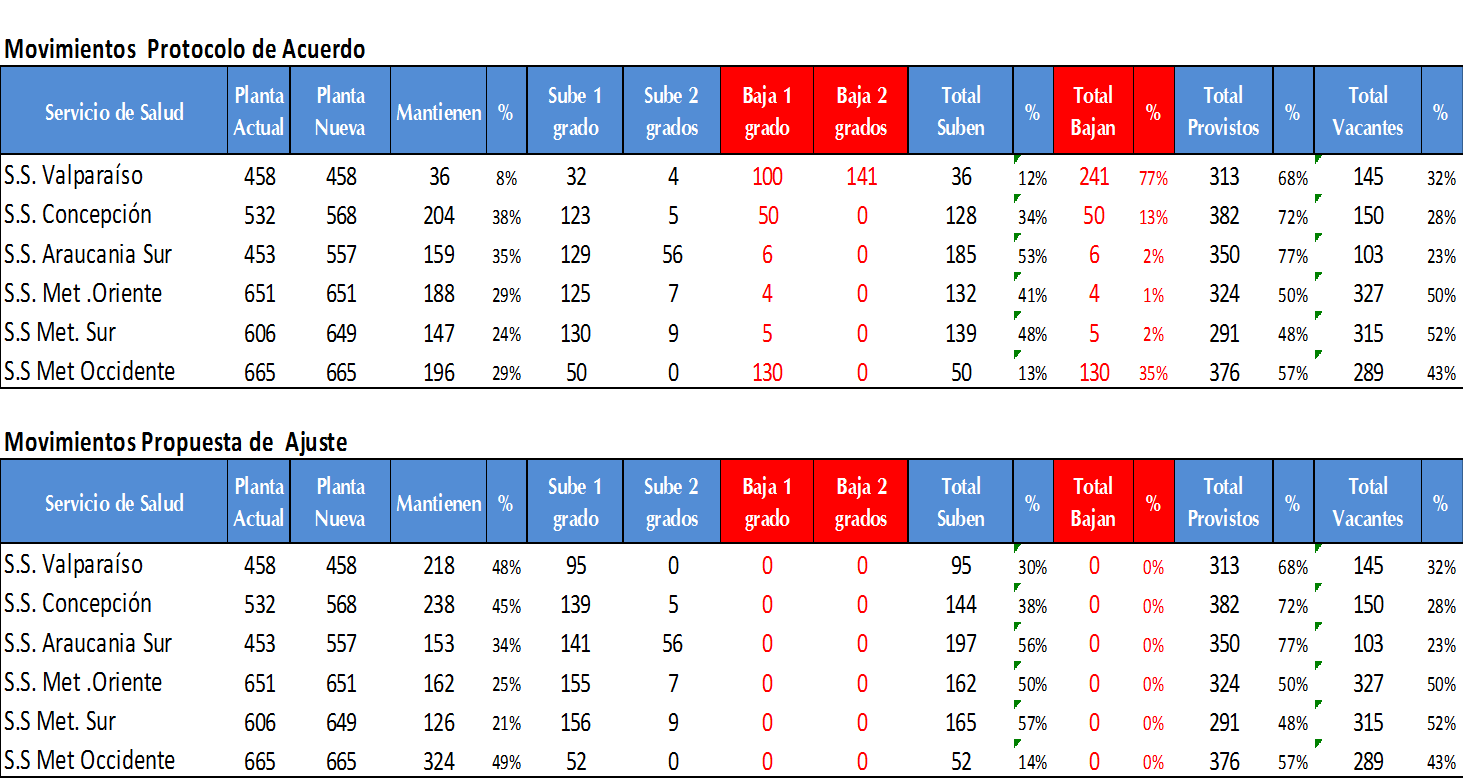 Movimientos  Protocolo de Acuerdo
Servicio de Salud | Planta Actual | Planta Nueva | Mantienen | % | Sube 1 grado | Sube 2 grados | Baja 1 grado | Baja 2 grados | Total Suben | % | Total Bajan | % | Total Provistos | % | Total Vacantes | %
S.S. Valparaíso 458 458 36 8% 32 4 100 141 36 12% 241 77% 313 68% 145 32%
S.S. Concepción 532 568 204 38% 123 5 50 0 128 34% 50 13% 382 72% 150 28%
S.S. Araucania Sur 453 557 159 35% 129 56 6 0 185 53% 6 2% 350 77% 103 23%
S.S. Met .Oriente 651 651 188 29% 125 7 4 0 132 41% 4 1% 324 50% 327 50%
S.S Met. Sur 606 649 147 24% 130 9 5 0 139 48% 5 2% 291 48% 315 52%
S.S Met Occidente 665 665 196 29% 50 0 130 0 50 13% 130 35% 376 57% 289 43%
Movimientos Propuesta de  Ajuste
Servicio de Salud | Planta Actual | Planta Nueva | Mantienen | % | Sube 1 grado | Sube 2 grados | Baja 1 grado | Baja 2 grados | Total Suben | % | Total Bajan | % | Total Provistos | % | Total Vacantes | %
S.S. Valparaíso 458 458 218 48% 95 0 0 0 95 30% 0 0% 313 68% 145 32%
S.S. Concepción 532 568 238 45% 139 5 0 0 144 38% 0 0% 382 72% 150 28%
S.S. Araucania Sur 453 557 153 34% 141 56 0 0 197 56% 0 0% 350 77% 103 23%
S.S. Met .Oriente 651 651 162 25% 155 7 0 0 162 50% 0 0% 324 50% 327 50%
S.S Met. Sur 606 649 126 21% 156 9 0 0 165 57% 0 0% 291 48% 315 52%
S.S Met Occidente 665 665 324 49% 52 0 0 0 52 14% 0 0% 376 57% 289 43%